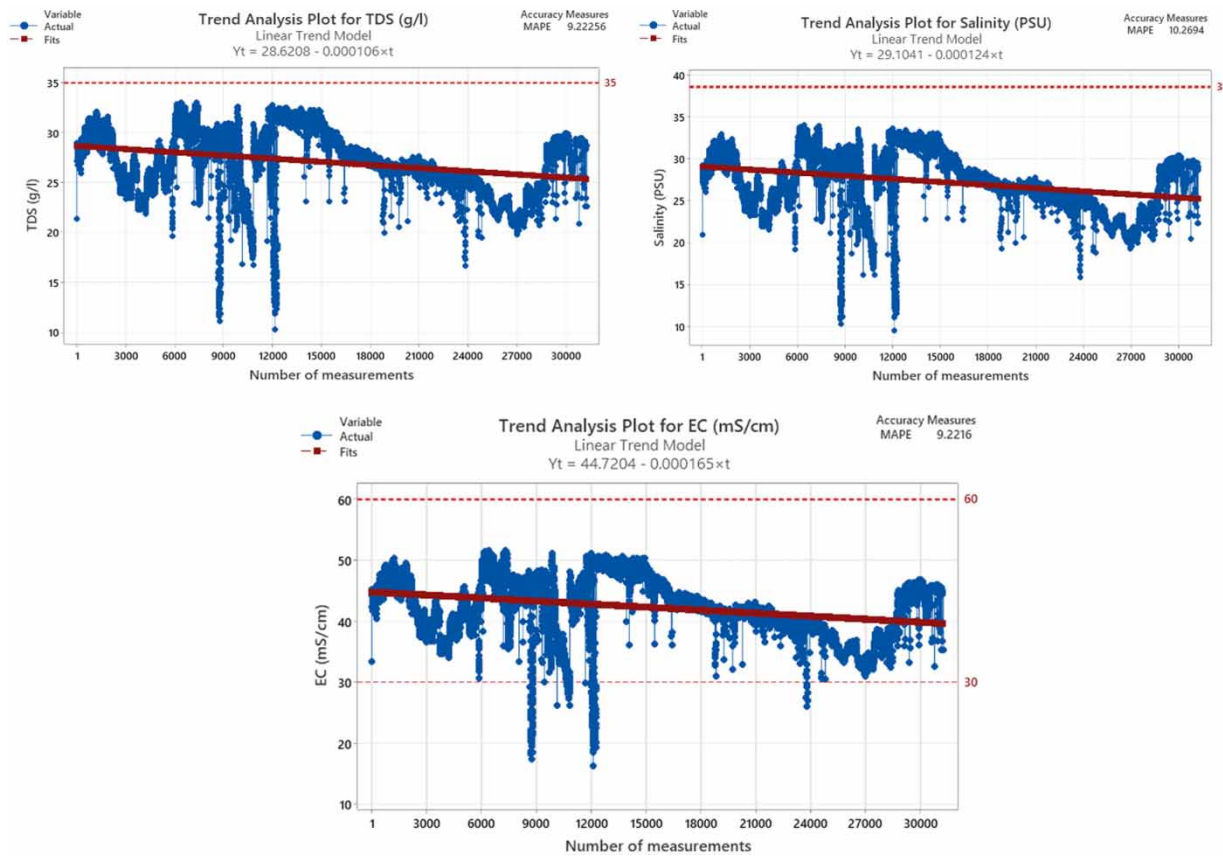 Variable
Actual
Fits
Trend Analysis Plot for TDS (g/l)
Linear Trend Model
Yt = 28.6208 - 0.000106×t
Accuracy Measures
MAPE 9.22256
TDS (g/l)
35
30
25
20
15
10
35
1 3000 6000 9000 12000 15000 18000 21000 24000 27000 30000
Number of measurements
Variable
Actual
Fits
Trend Analysis Plot for Salinity (PSU)
Linear Trend Model
Yt = 29.1041 - 0.000124×t
Accuracy Measures
MAPE 10.2694
Salinity (PSU)
40
35
30
25
20
15
10
3
1 3000 6000 9000 12000 15000 18000 21000 24000 27000 30000
Number of measurements
Variable
Actual
Fits
Trend Analysis Plot for EC (mS/cm)
Linear Trend Model
Yt = 44.7204 - 0.000165×t
Accuracy Measures
MAPE 9.2216
EC (mS/cm)
60
50
40
30
20
10
60
30
1 3000 6000 9000 12000 15000 18000 21000 24000 27000 30000
Number of measurements